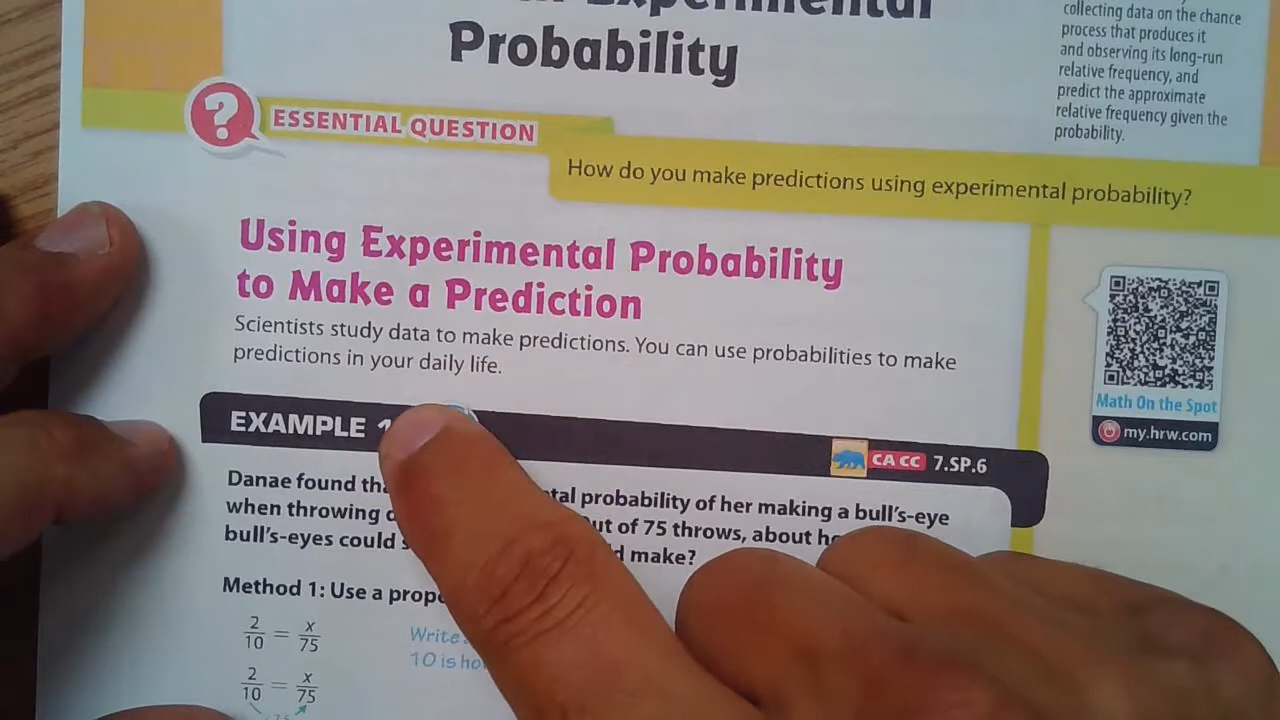 Experimental
Probability
collecting data on the chance
process that produces it
and observing its long-run
relative frequency, and
predict the approximate
relative frequency given the
probability.
?
ESSENTIAL QUESTION
How do you make predictions using experimental probability?
Using Experimental Probability
to Make a Prediction
Scientists study data to make predictions. You can use probabilities to make
predictions in your daily life.
Math On the Spot
my.hrw.com
EXAMPLE 1
CA CC 7.SP.6
Danae found probability of her making a bull's-eye
when throwing out of 75 throws, about
bull's-eyes could make?
Method 1: Use a
2/10 = x/75
Write
10 is
2/10 = x/75